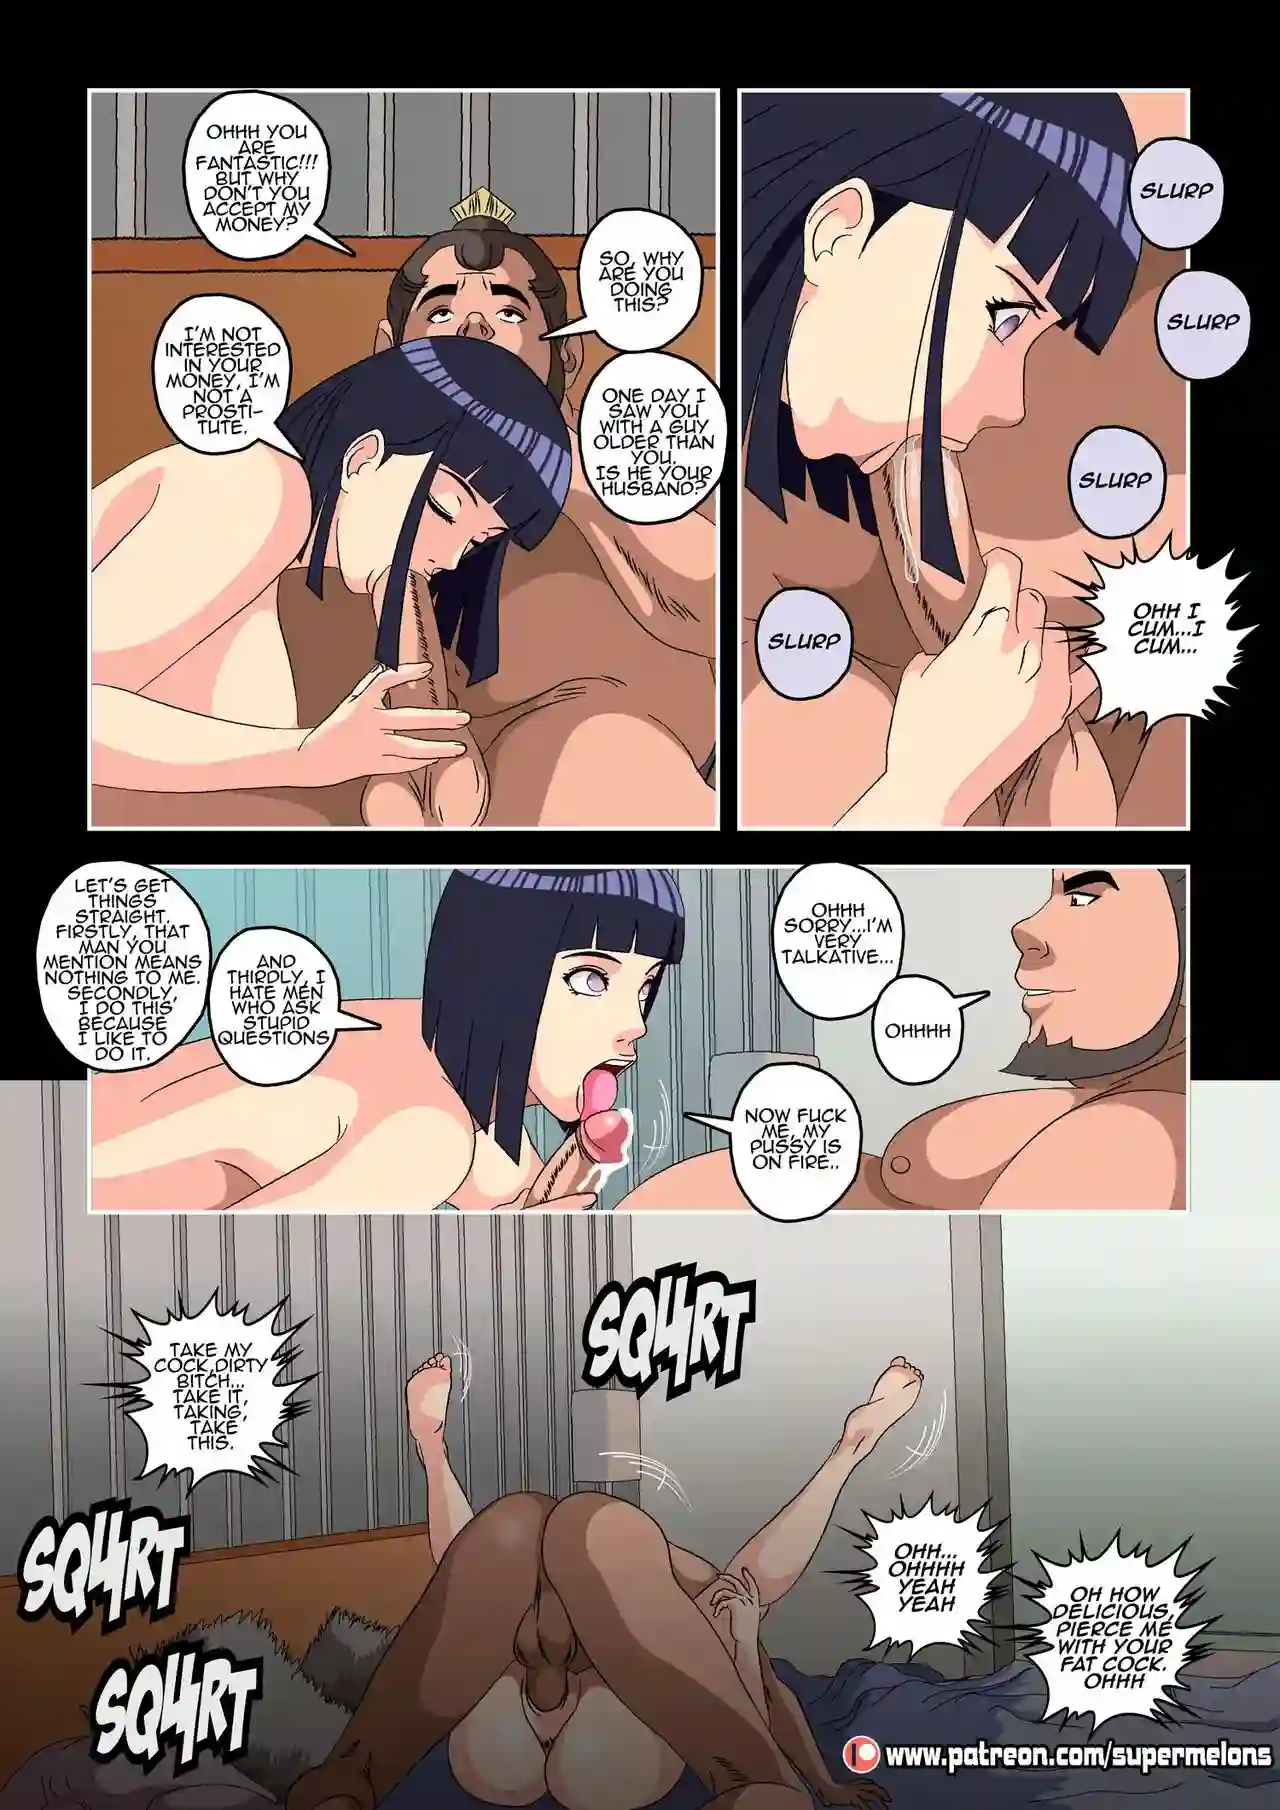 OHHH YOU
ARE
FANTASTIC!!!
BUT WHY
DON'T YOU
ACCEPT MY
MONEY?
I'M NOT
INTERESTED
IN YOUR
MONEY, I'M
NOT A
PROSTI-
TUTE.
SO, WHY
ARE YOU
DOING
THIS?
ONE DAY I
SAW YOU
WITH A GUY
OLDER THAN
YOU.
IS HE YOUR
HUSBAND?
SLURP
SLURP
SLURP
SLURP
OHH I
CUM...I
CUM...
LET'S GET
THINGS
STRAIGHT.
FIRSTLY, THAT
MAN YOU
MENTION MEANS
NOTHING TO ME.
SECONDLY,
I DO THIS
BECAUSE
I LIKE TO
DO IT.
AND
THIRDLY, I
HATE MEN
WHO ASK
STUPID
QUESTIONS
OHHH
SORRY...I'M
VERY
TALKATIVE...
OHHHH
NOW FUCK
ME, MY
PUSSY IS
ON FIRE..
TAKE MY
COCK,DIRTY
BITCH...
TAKE IT,
TAKING,
TAKE
THIS.
SQUIRT
SQUIRT
SQUIRT
OHH...
OHHHH
YEAH
YEAH
OH HOW
DELICIOUS,
PIERCE ME
WITH YOUR
FAT COCK.
OHHH
www.patreon.com/supermelons